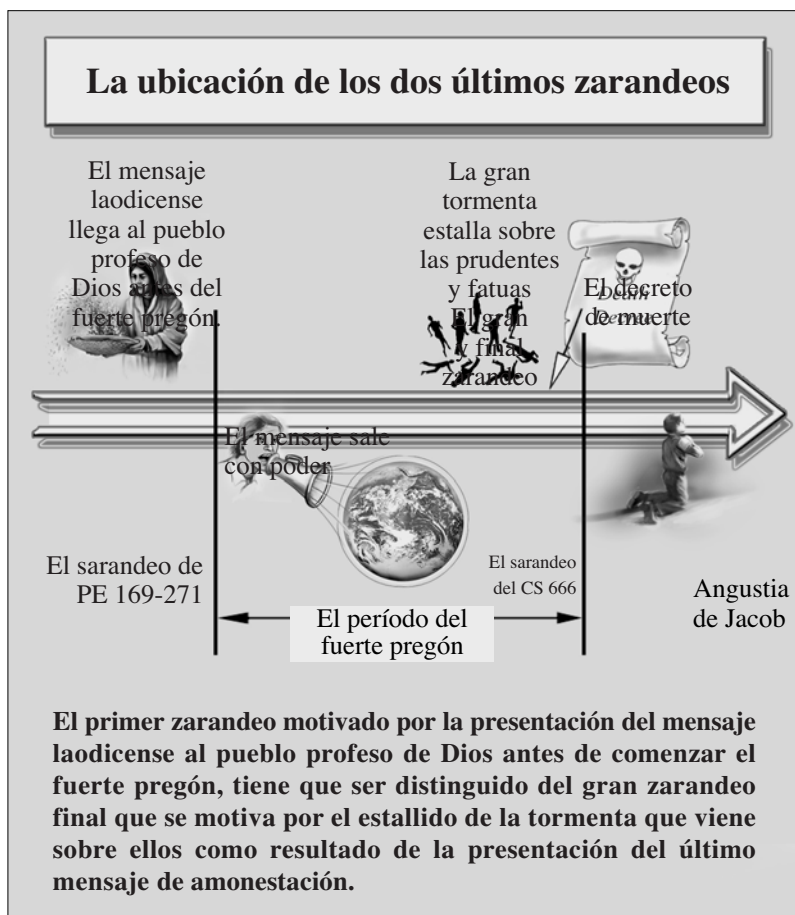 La ubicación de los dos últimos zarandeos
El mensaje
laodicense
llega al pueblo
profeso de
Dios antes del
fuerte pregón.
La gran
tormenta
estalla sobre
las prudentes
y fatuas
El gran
y final
zarandeo
El decreto
de muerte
Death
Decree
El mensaje sale
con poder
El sarandeo de
PE 169-271
El sarandeo
del CS 666
Angustia
de Jacob
El período del
fuerte pregón
El primer zarandeo motivado por la presentación del mensaje
laodicense al pueblo profeso de Dios antes de comenzar el
fuerte pregón, tiene que ser distinguido del gran zarandeo
final que se motiva por el estallido de la tormenta que viene
sobre ellos como resultado de la presentación del último
mensaje de amonestación.